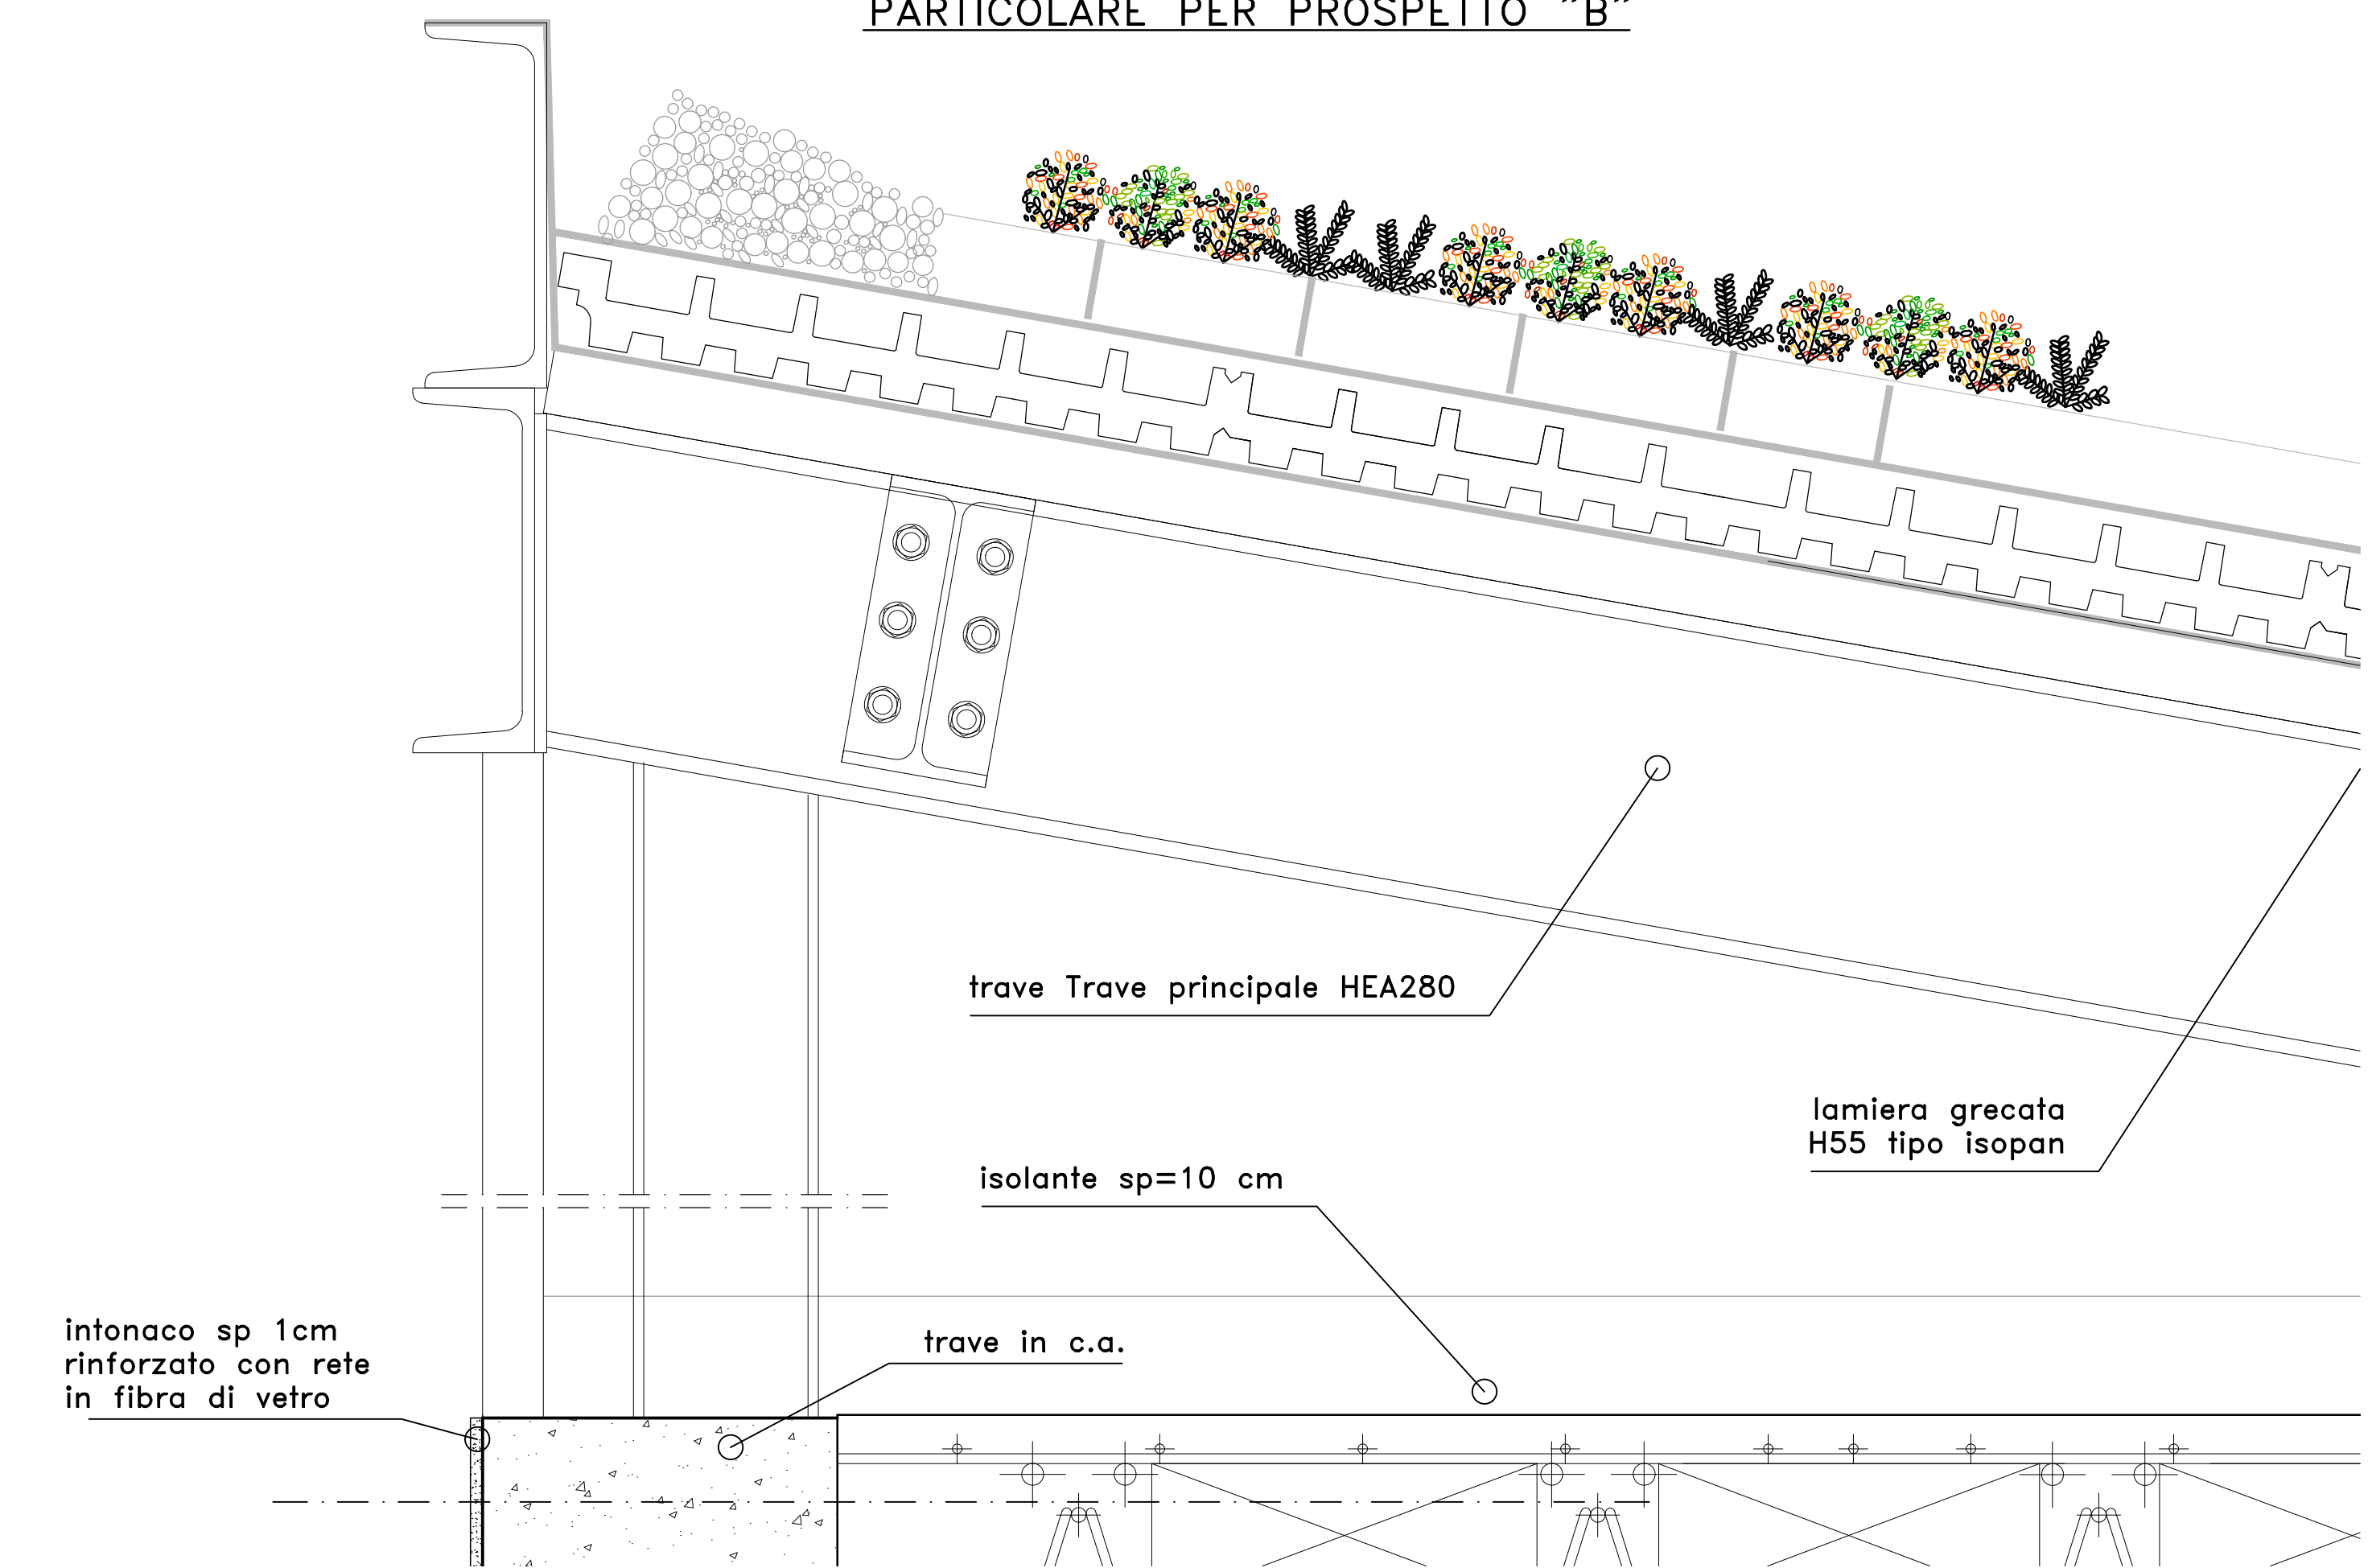 PARTICOLARE PER PROSPETTO "B"
trave Trave principale HEA280
lamiera grecata
H55 tipo isopan
isolante sp=10 cm
intonaco sp 1cm
rinforzato con rete
in fibra di vetro
trave in c.a.